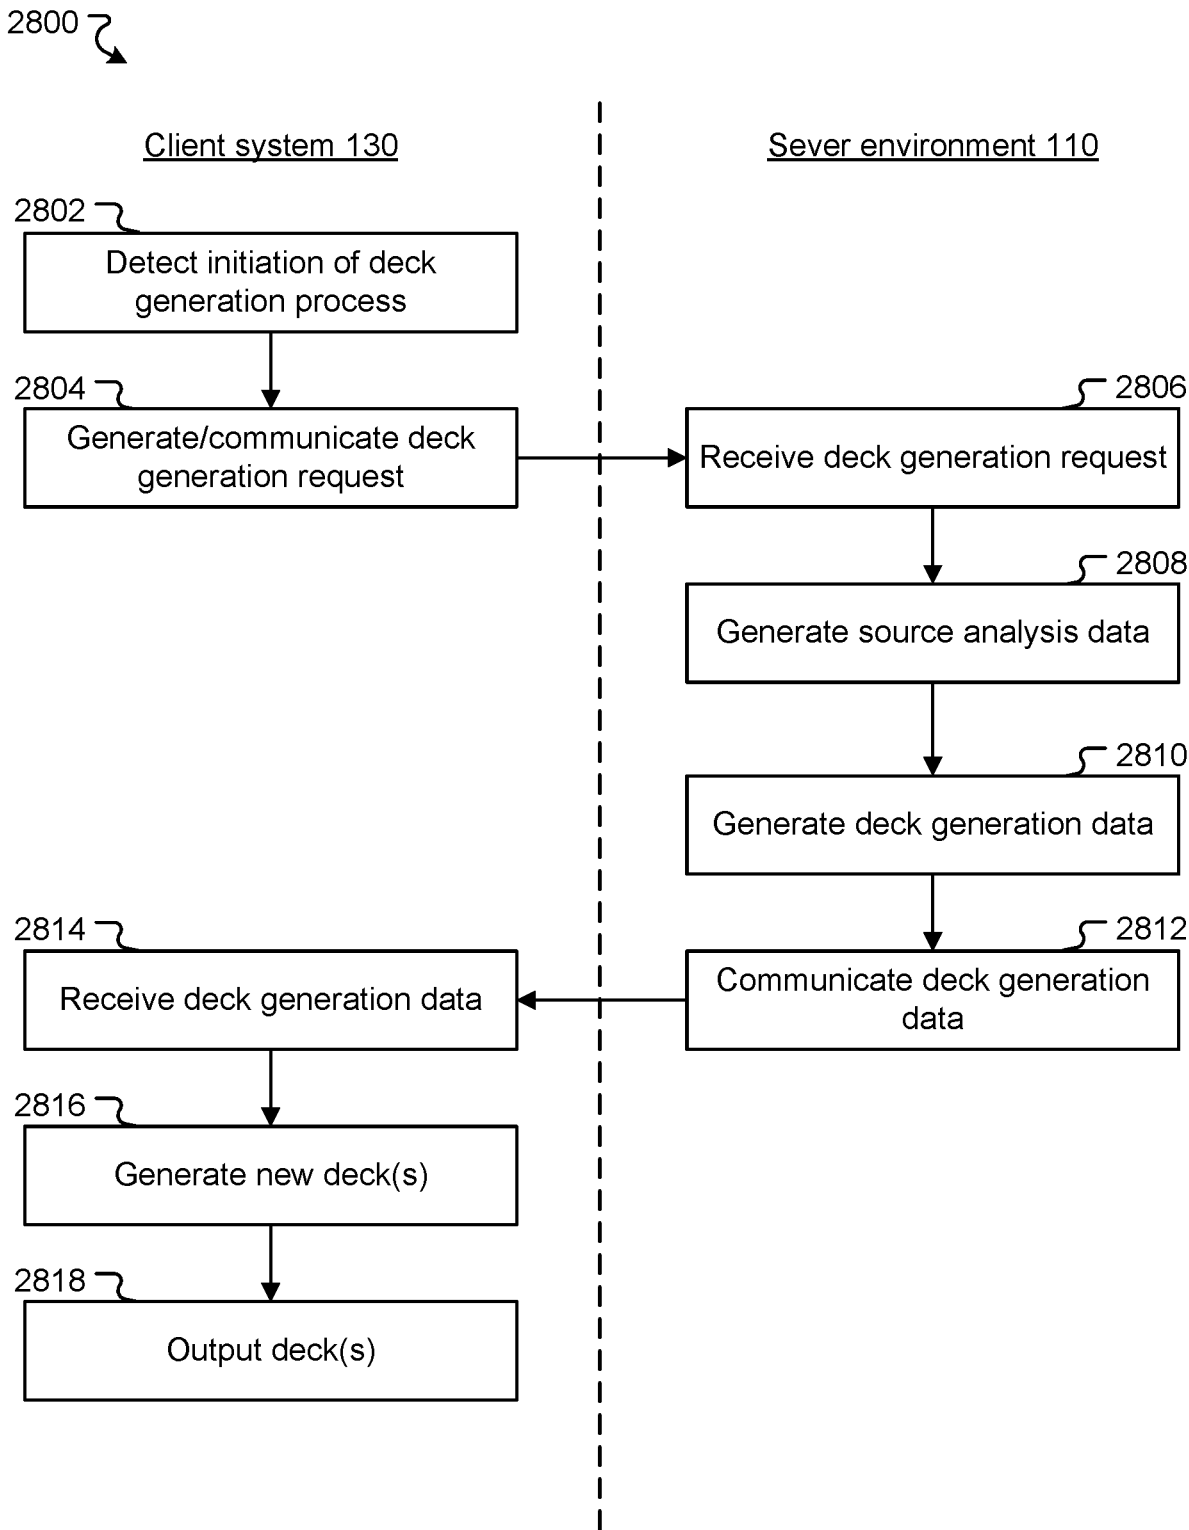 2800
Client system 130
Sever environment 110
2802
Detect initiation of deck
generation process
2804
Generate/communicate deck
generation request
2806
Receive deck generation request
2808
Generate source analysis data
2810
Generate deck generation data
2812
Communicate deck generation
data
2814
Receive deck generation data
2816
Generate new deck(s)
2818
Output deck(s)